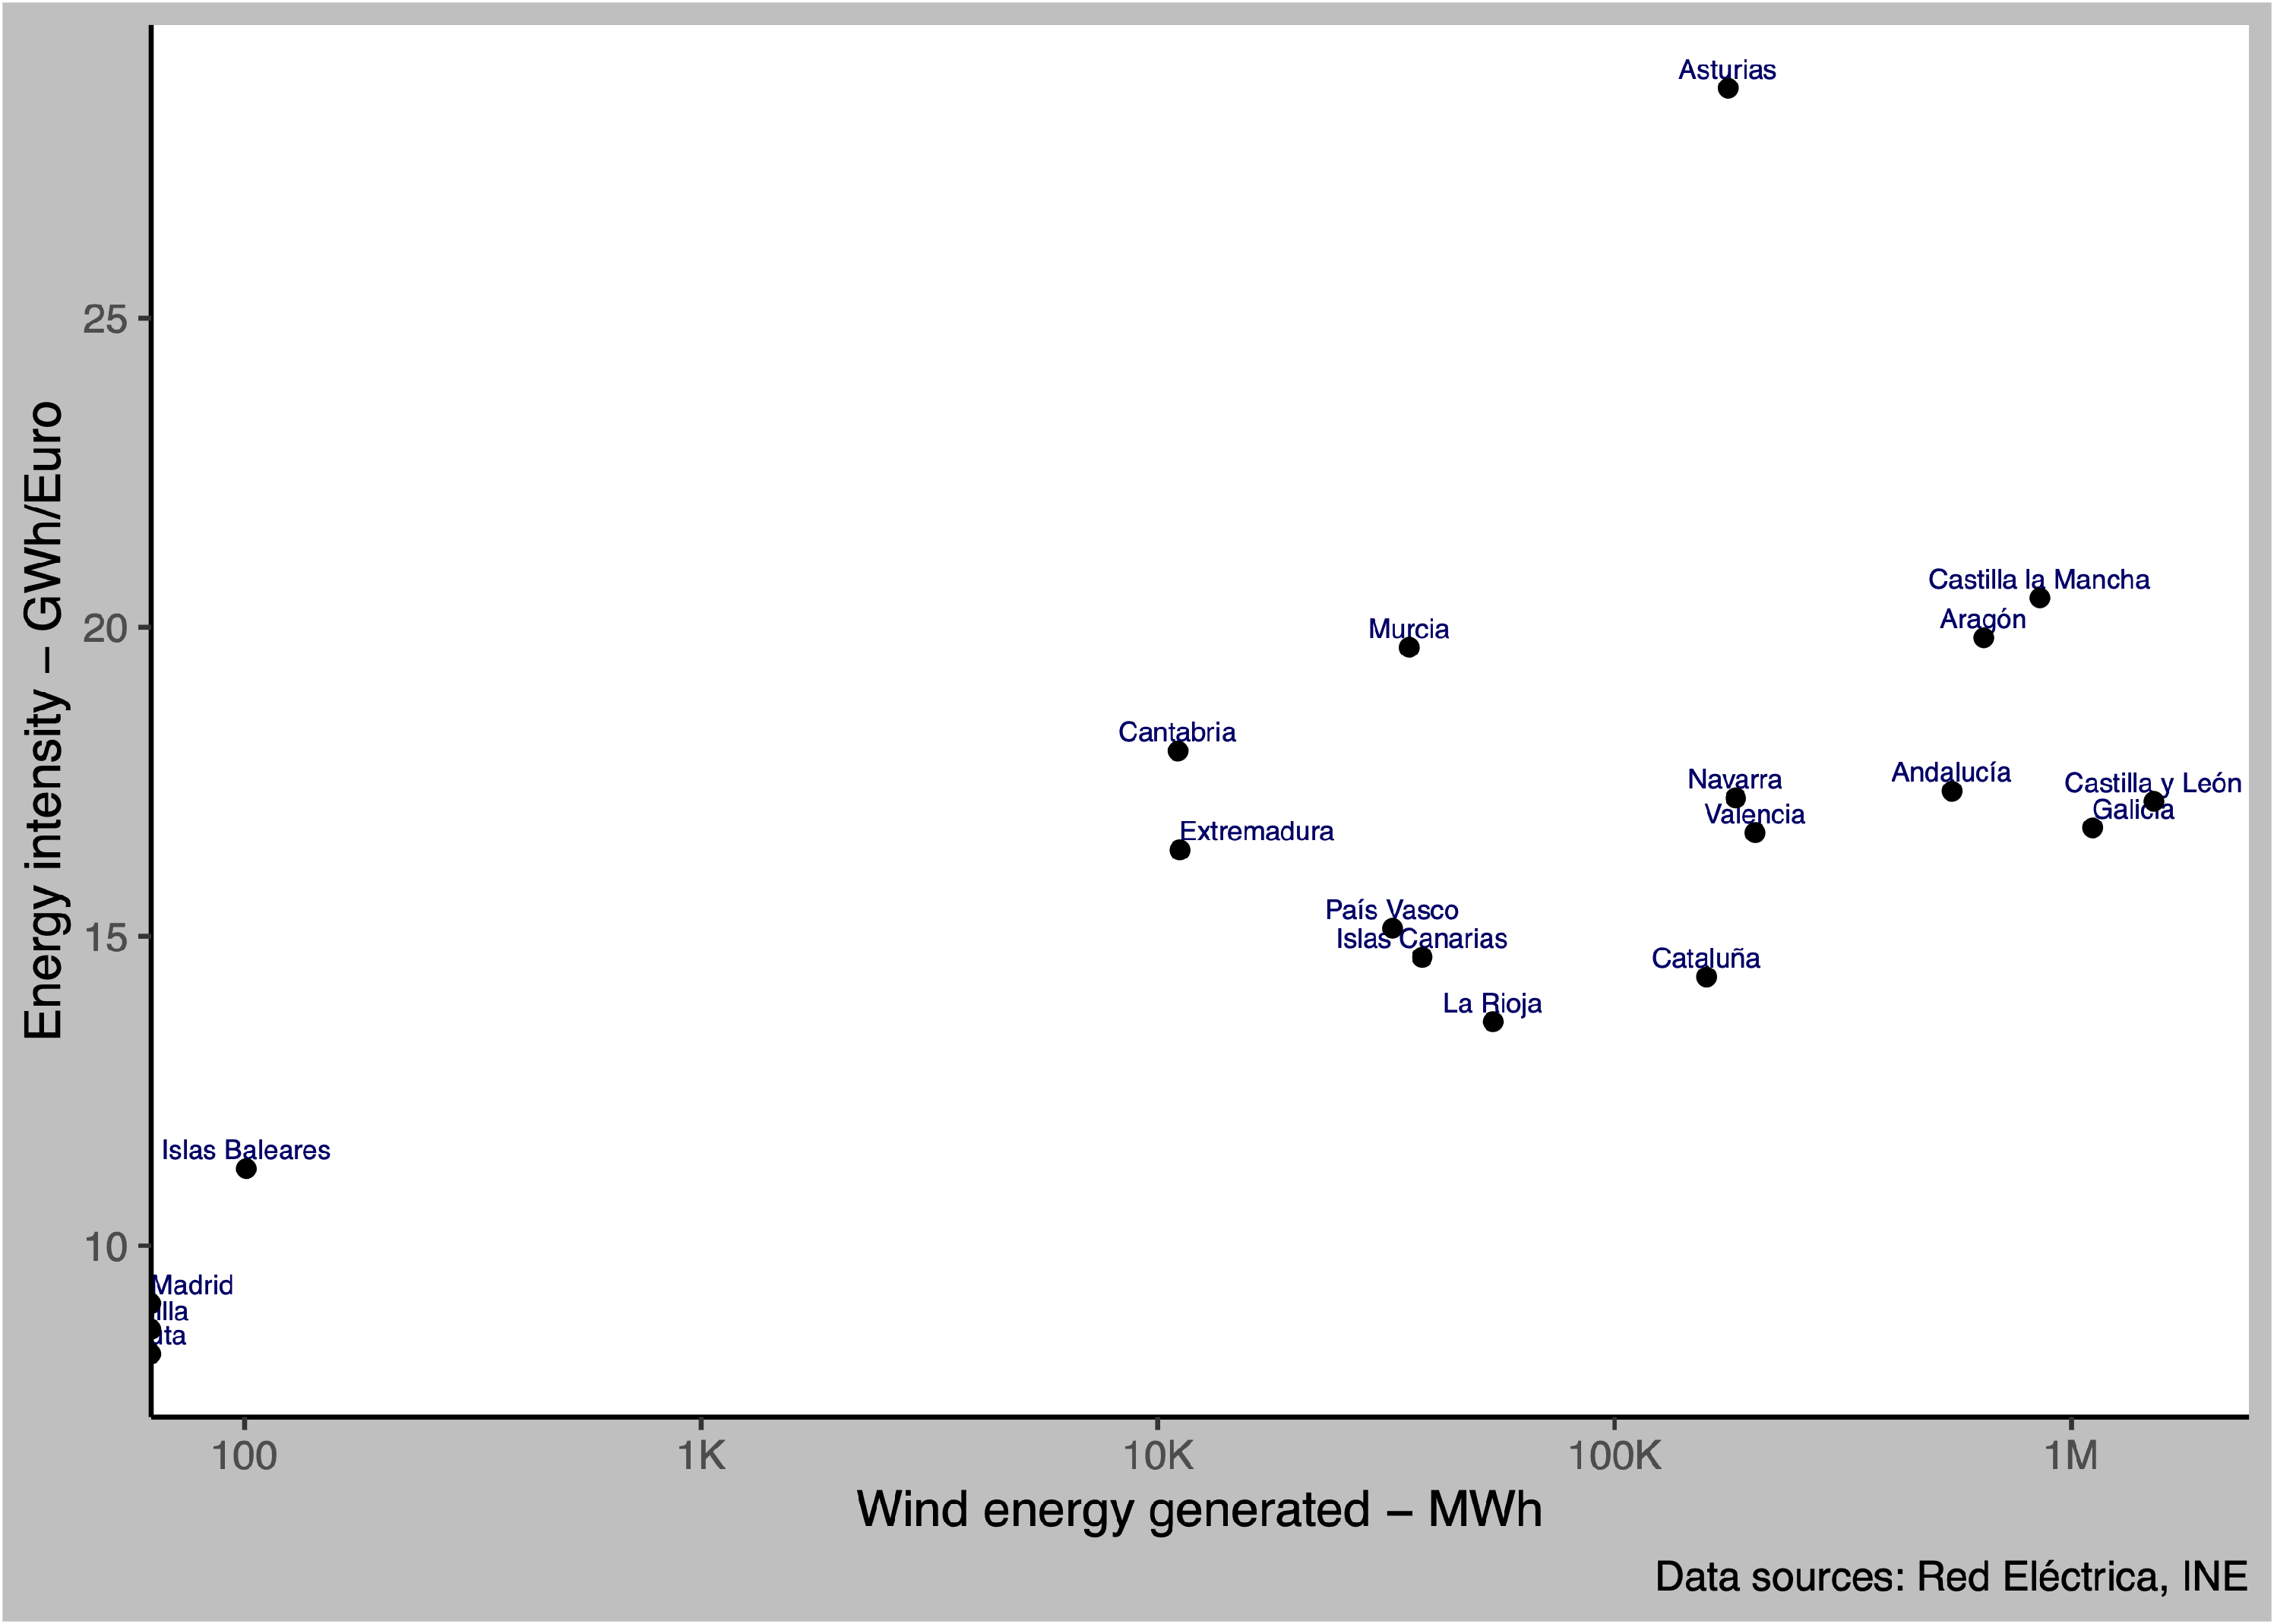 Asturias
25
Castilla la Mancha
Aragón
20
Murcia
Cantabria
Andalucía
Navarra
Castilla y León
Galicia
Valencia
Extremadura
País Vasco
15
Islas Canarias
Cataluña
La Rioja
Islas Baleares
10
Madrid
illa
uta
Energy intensity – GWh/Euro
100 1K 10K 100K 1M
Wind energy generated – MWh
Data sources: Red Eléctrica, INE